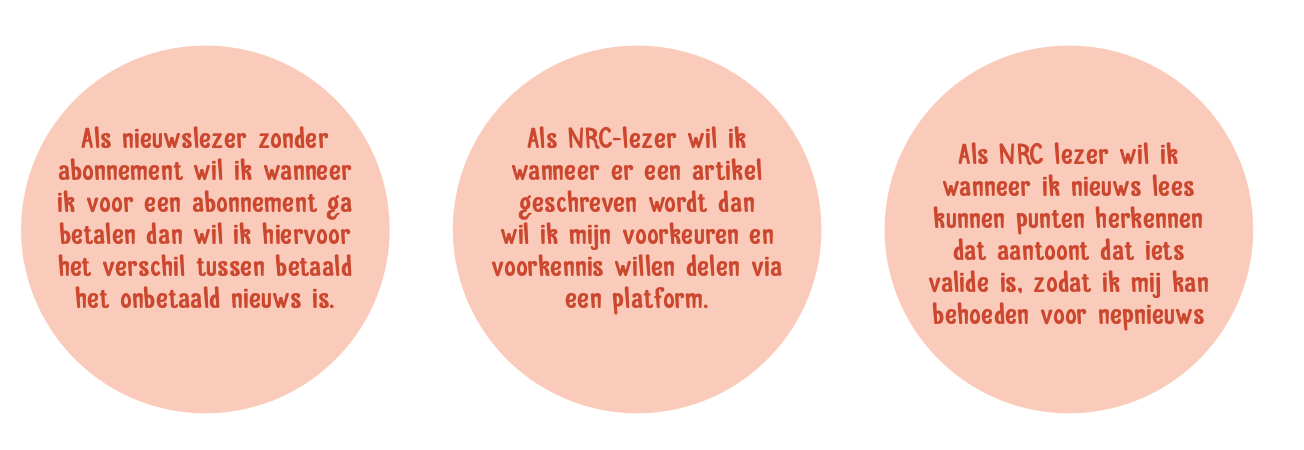 Als nieuwslezer zonder
abonnement wil ik wanneer
ik voor een abonnement ga
betalen dan wil ik hiervoor
het verschil tussen betaald
het onbetaald nieuws is.
Als NRC-lezer wil ik
wanneer er een artikel
geschreven wordt dan
wil ik mijn voorkeuren en
voorkennis willen delen via
een platform.
Als NRC lezer wil ik
wanneer ik nieuws lees
kunnen punten herkennen
dat aantoont dat iets
valide is, zodat ik mij kan
behoeden voor nepnieuws